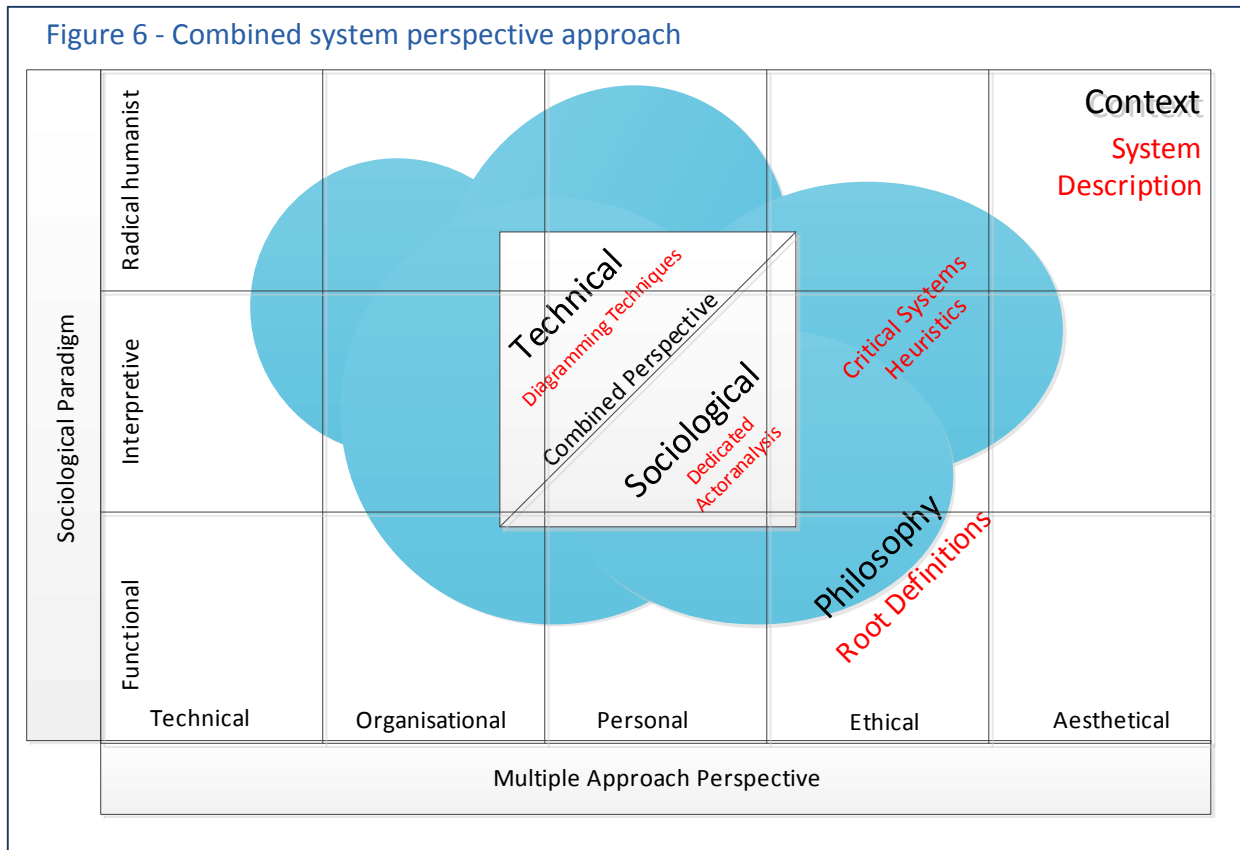 Figure 6 - Combined system perspective approach
Context
System
Description
Sociological Paradigm
Radical humanist
Interpretive
Functional
Technical
Diagramming Techniques
Combined Perspective
Sociological
Dedicated
Actoranalysis
Critical Systems
Heuristics
Philosophy
Root Definitions
Technical
Organisational
Personal
Ethical
Aesthetical
Multiple Approach Perspective